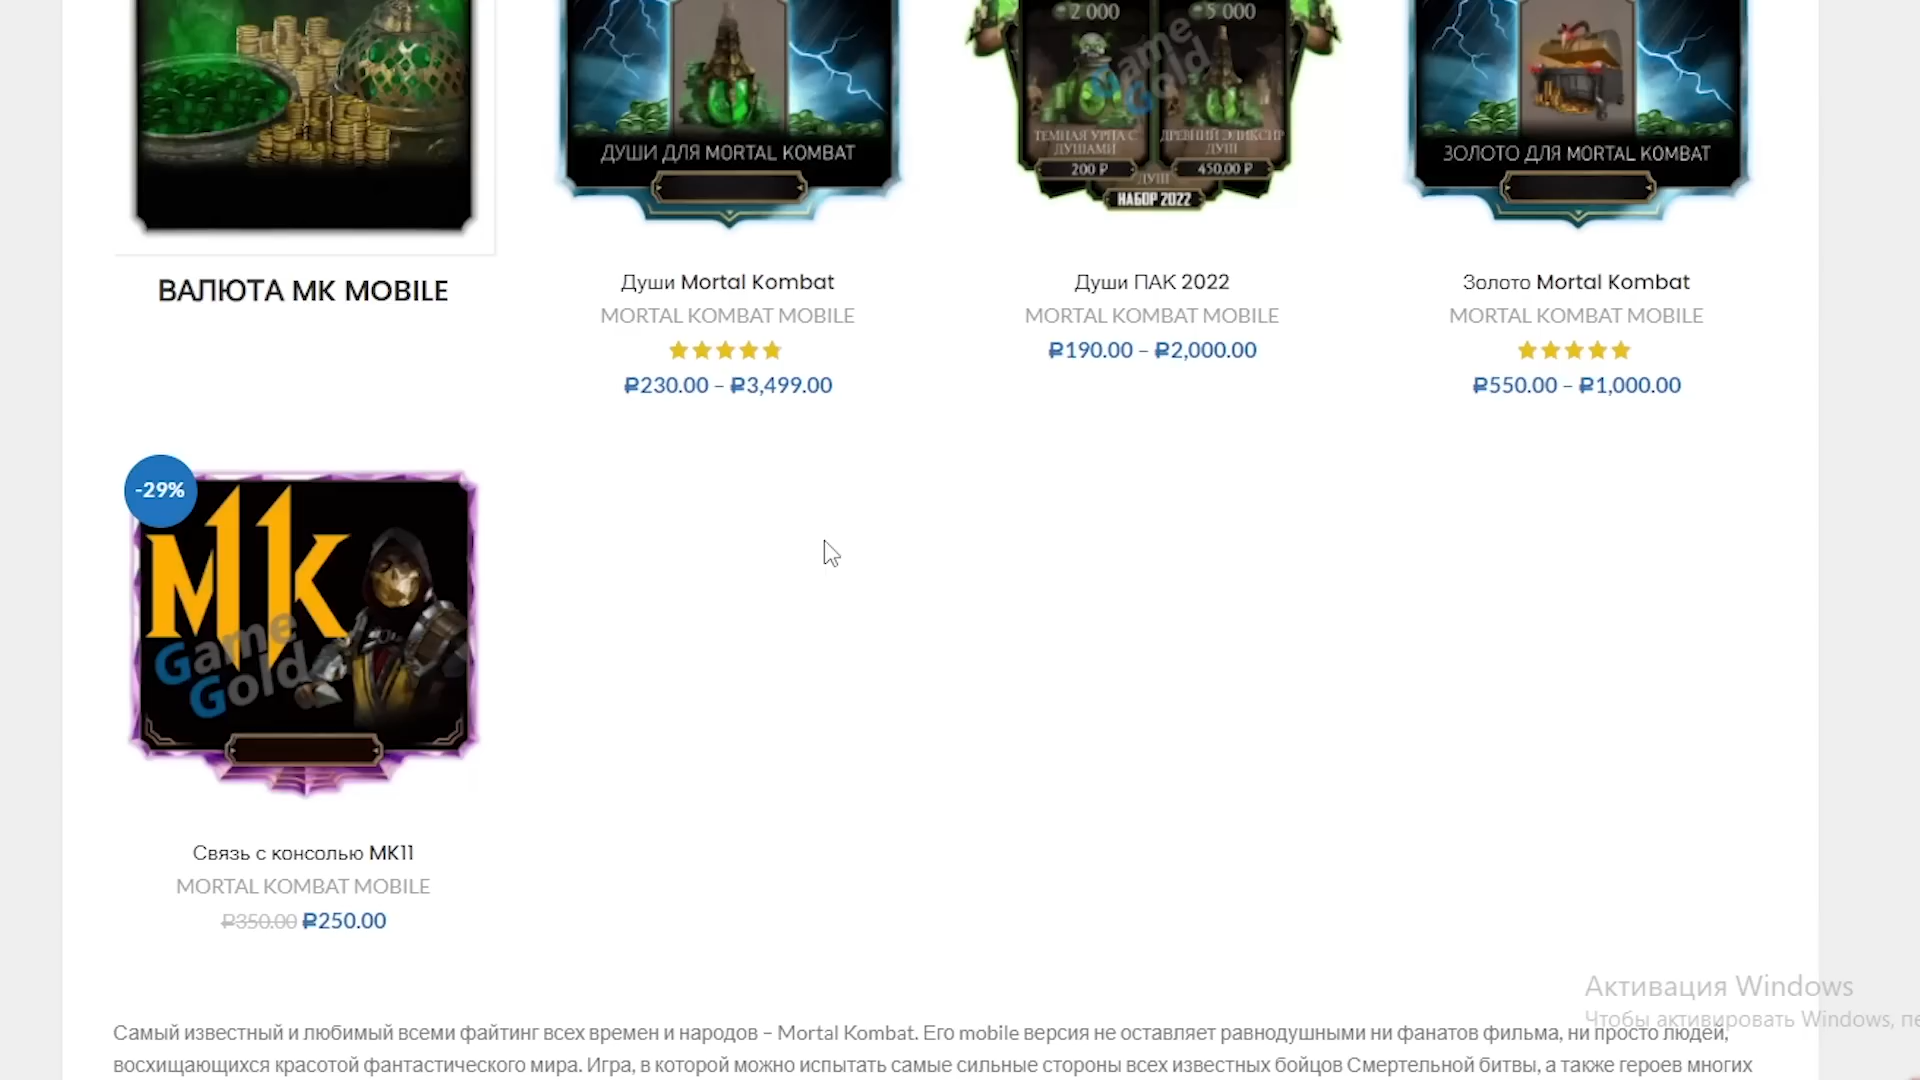 2 000
5 000
ТЕМНАЯ УРНА С
ДУШАМИ
ДРЕВНИЙ ЭЛИКСИР
ДУШ
200 ₽
450,00 ₽
ДУШ
НАБОР 2022
Game
Gold
ДУШИ ДЛЯ MORTAL KOMBAT
ЗОЛОТО ДЛЯ MORTAL KOMBAT
ВАЛЮТА MK MOBILE
Души Mortal Kombat
MORTAL KOMBAT MOBILE
₽230.00 – ₽3,499.00
Души ПАК 2022
MORTAL KOMBAT MOBILE
₽190.00 – ₽2,000.00
Золото Mortal Kombat
MORTAL KOMBAT MOBILE
₽550.00 – ₽1,000.00
-29%
MK11
Game
Gold
Связь с консолью MK11
MORTAL KOMBAT MOBILE
₽350.00 ₽250.00
Самый известный и любимый всеми файтинг всех времен и народов – Mortal Kombat. Его mobile версия не оставляет равнодушными ни фанатов фильма, ни просто людей,
восхищающихся красотой фантастического мира. Игра, в которой можно испытать самые сильные стороны всех известных бойцов Смертельной битвы, а также героев многих
Активация Windows
Чтобы активировать Windows, пе